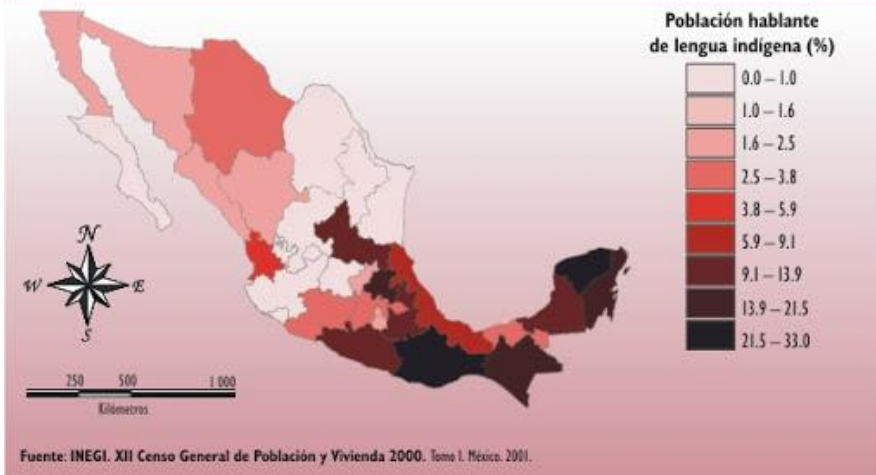 Población hablante
de lengua indígena (%)
0.0 – 1.0
1.0 – 1.6
1.6 – 2.5
2.5 – 3.8
3.8 – 5.9
5.9 – 9.1
9.1 – 13.9
13.9 – 21.5
21.5 – 33.0
N
W E
S
250 500 1 000
Kilómetros
Fuente: INEGI. XII Censo General de Población y Vivienda 2000. Tomo I. México. 2001.